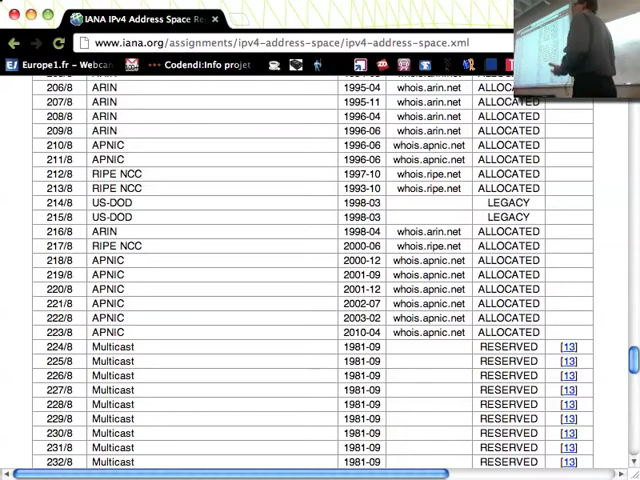 IANA IPv4 Address Space Re
www.iana.org/assignments/ipv4-address-space/ipv4-address-space.xml
Europe1.fr – Webcam
100+
Codendi:Info projet
206/8 ARIN 1995-04 whois.arin.net ALLOCATED
207/8 ARIN 1995-11 whois.arin.net ALLOCATED
208/8 ARIN 1996-04 whois.arin.net ALLOCATED
209/8 ARIN 1996-06 whois.arin.net ALLOCATED
210/8 APNIC 1996-06 whois.apnic.net ALLOCATED
211/8 APNIC 1996-06 whois.apnic.net ALLOCATED
212/8 RIPE NCC 1997-10 whois.ripe.net ALLOCATED
213/8 RIPE NCC 1993-10 whois.ripe.net ALLOCATED
214/8 US-DOD 1998-03 LEGACY
215/8 US-DOD 1998-03 LEGACY
216/8 ARIN 1998-04 whois.arin.net ALLOCATED
217/8 RIPE NCC 2000-06 whois.ripe.net ALLOCATED
218/8 APNIC 2000-12 whois.apnic.net ALLOCATED
219/8 APNIC 2001-09 whois.apnic.net ALLOCATED
220/8 APNIC 2001-12 whois.apnic.net ALLOCATED
221/8 APNIC 2002-07 whois.apnic.net ALLOCATED
222/8 APNIC 2003-02 whois.apnic.net ALLOCATED
223/8 APNIC 2010-04 whois.apnic.net ALLOCATED
224/8 Multicast 1981-09 RESERVED [13]
225/8 Multicast 1981-09 RESERVED [13]
226/8 Multicast 1981-09 RESERVED [13]
227/8 Multicast 1981-09 RESERVED [13]
228/8 Multicast 1981-09 RESERVED [13]
229/8 Multicast 1981-09 RESERVED [13]
230/8 Multicast 1981-09 RESERVED [13]
231/8 Multicast 1981-09 RESERVED [13]
232/8 Multicast 1981-09 RESERVED [13]